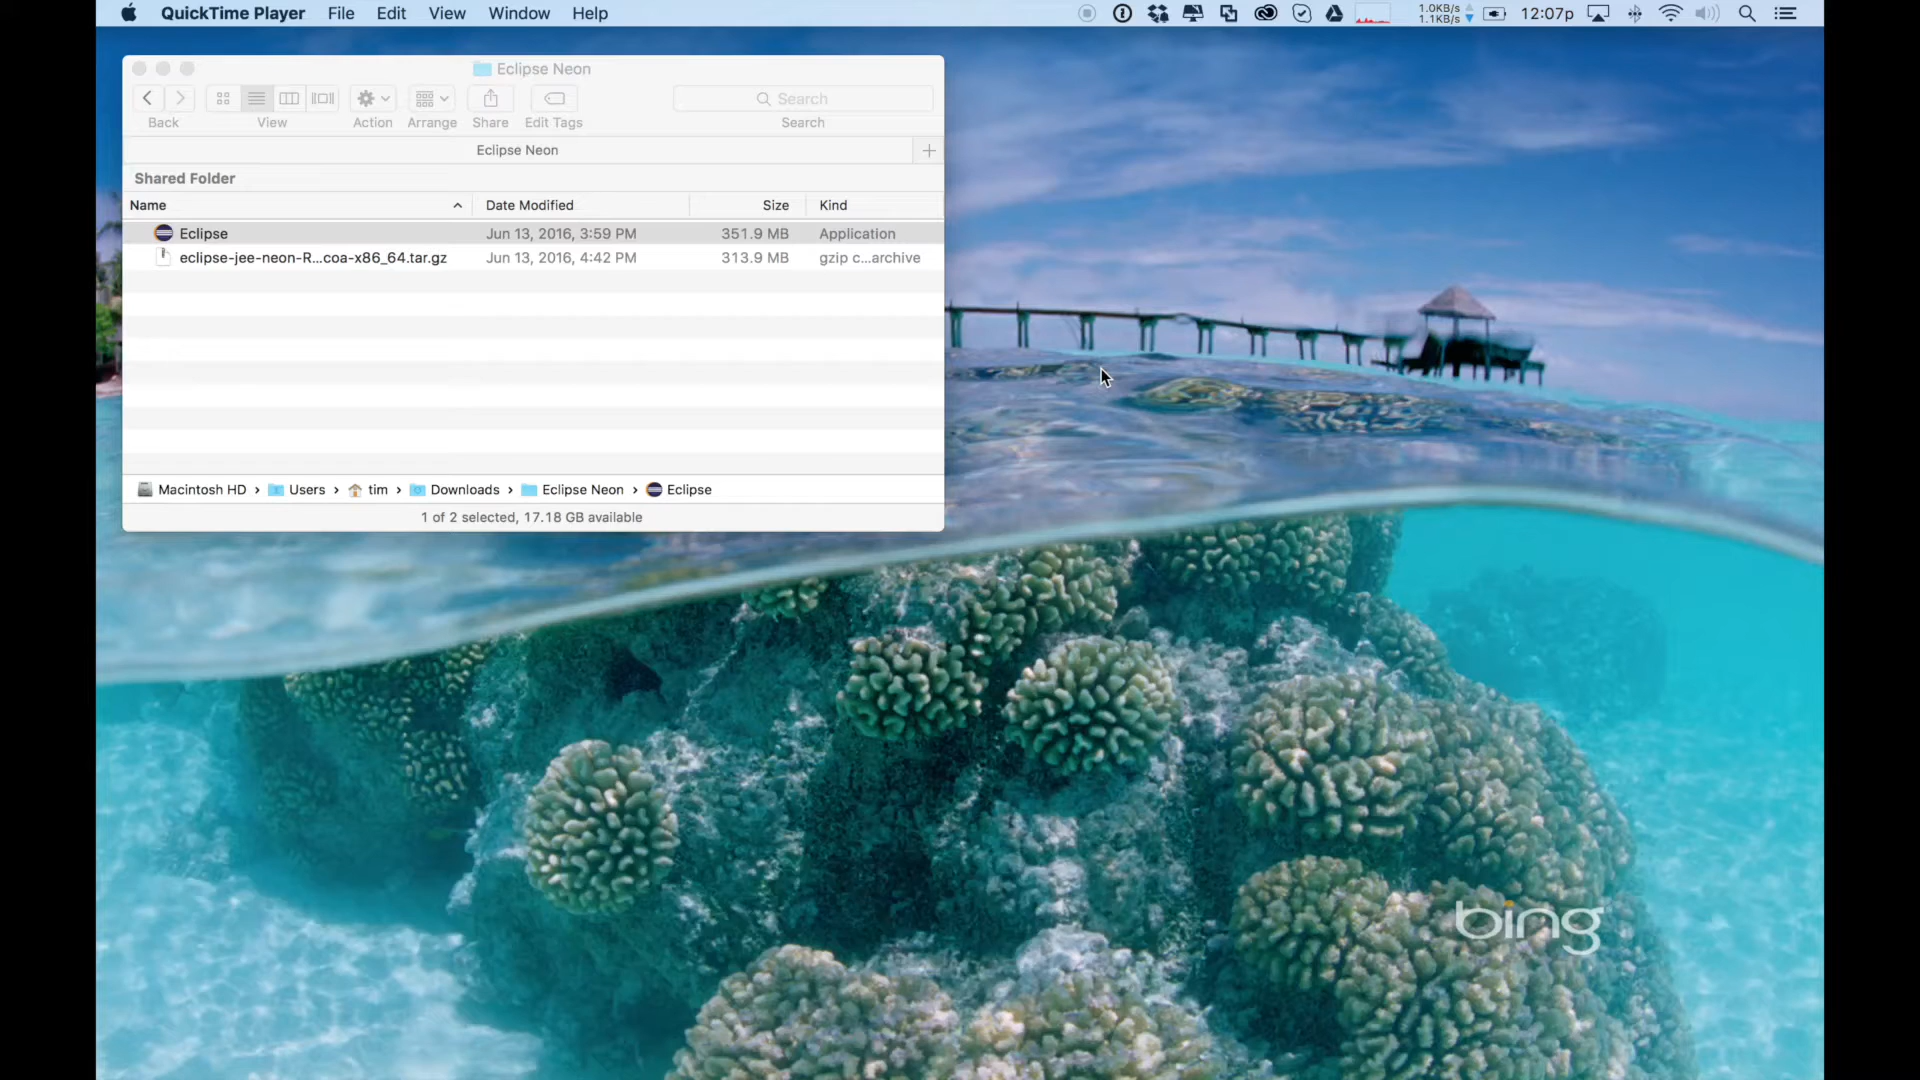 QuickTime Player File Edit View Window Help 1.0KB/s 12:07p
1.1KB/s
Eclipse Neon
Search
Back View Action Arrange Share Edit Tags Search
Eclipse Neon
Shared Folder
Name Date Modified Size Kind
Eclipse Jun 13, 2016, 3:59 PM 351.9 MB Application
eclipse-jee-neon-R...coa-x86_64.tar.gz Jun 13, 2016, 4:42 PM 313.9 MB gzip c...archive
Macintosh HD › Users › tim › Downloads › Eclipse Neon › Eclipse
1 of 2 selected, 17.18 GB available
bing